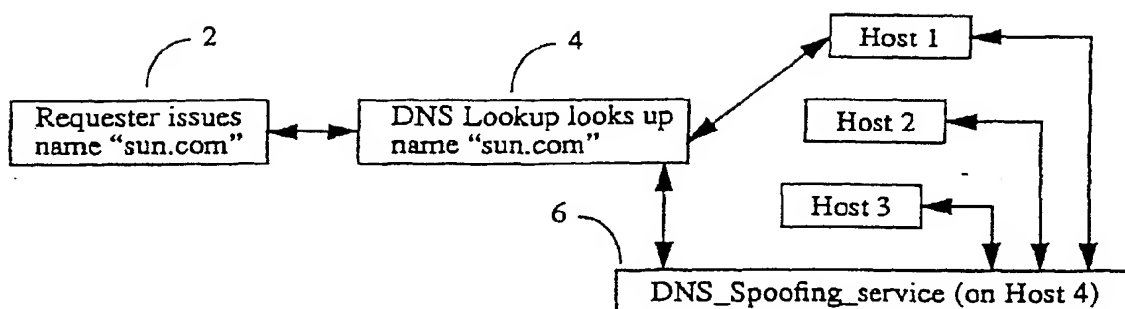 2
4
Host 1
Requester issues
name “sun.com”
DNS Lookup looks up
name “sun.com”
Host 2
Host 3
6
DNS_Spoofing_service (on Host 4)